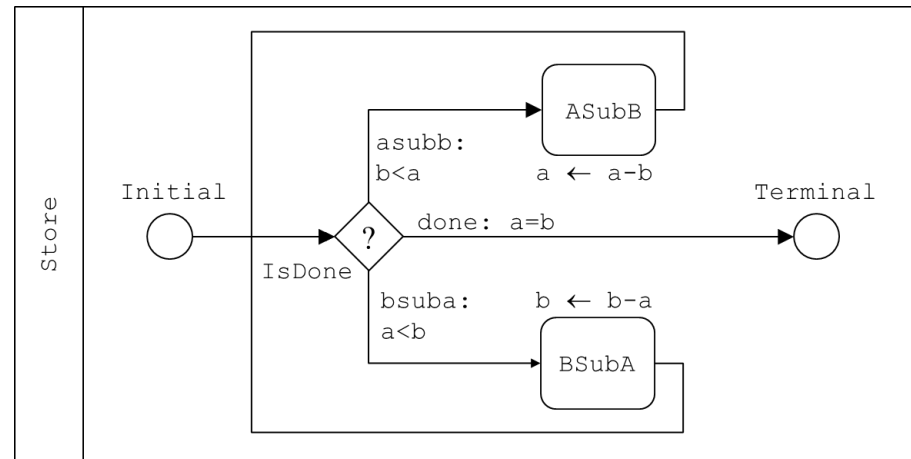 Store
Initial
IsDone
?
asubb:
b<a
ASubB
a ← a-b
done: a=b
Terminal
bsuba:
a<b
b ← b-a
BSubA